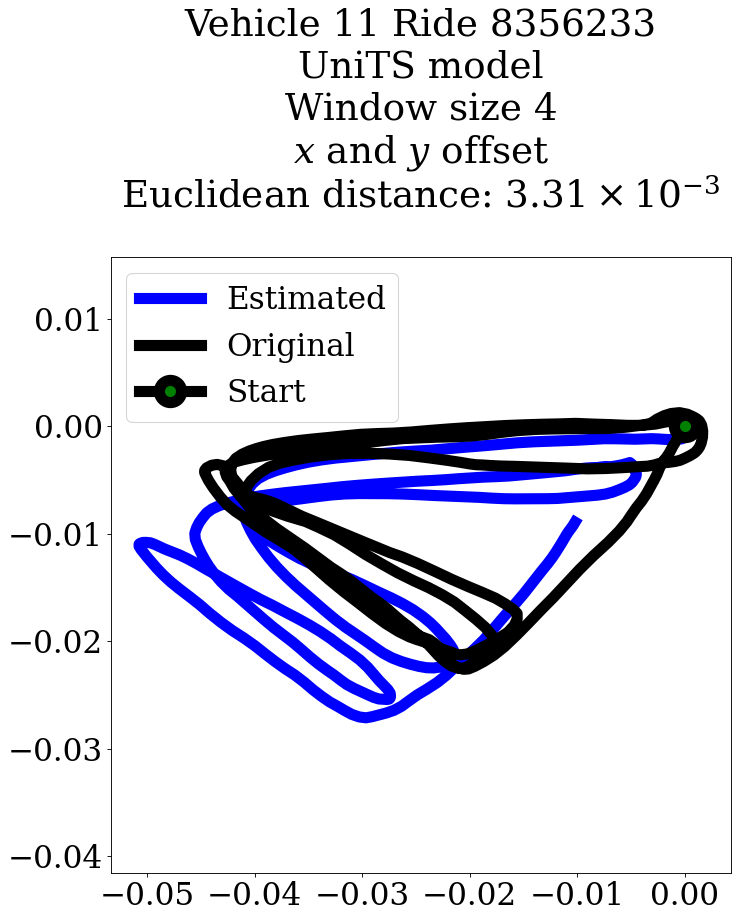 Vehicle 11 Ride 8356233
UniTS model
Window size 4
x and y offset
Euclidean distance: 3.31 × 10⁻³
Estimated
Original
Start
0.01
0.00
−0.01
−0.02
−0.03
−0.04
−0.05 −0.04 −0.03 −0.02 −0.01 0.00